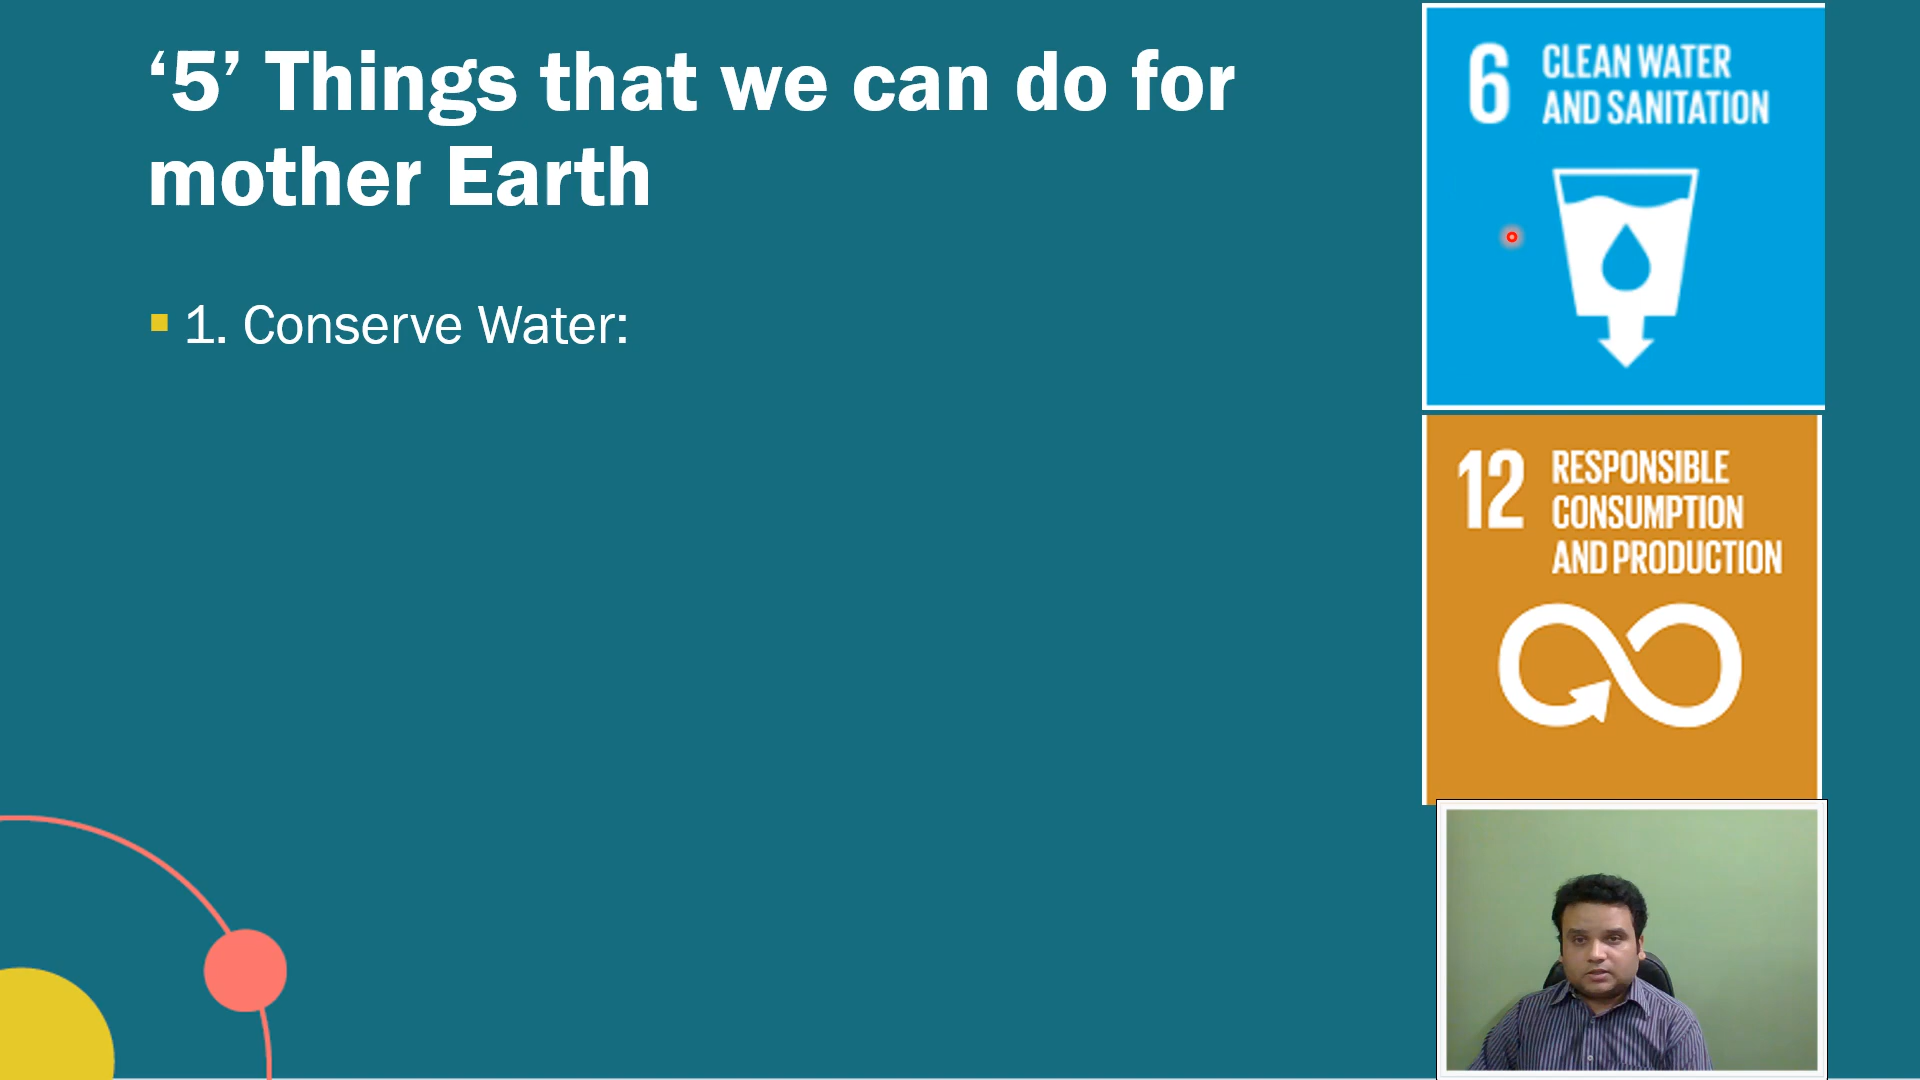 ‘5’ Things that we can do for
mother Earth
1. Conserve Water:
6 CLEAN WATER
AND SANITATION
12 RESPONSIBLE
CONSUMPTION
AND PRODUCTION